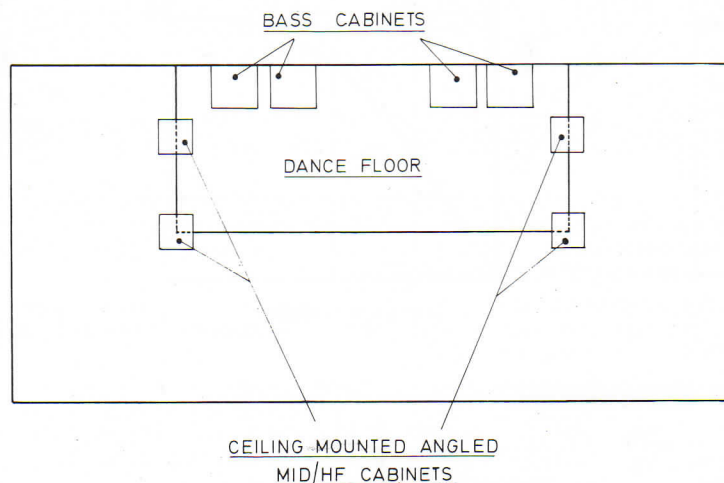 BASS CABINETS
DANCE FLOOR
CEILING MOUNTED ANGLED
MID/HF CABINETS